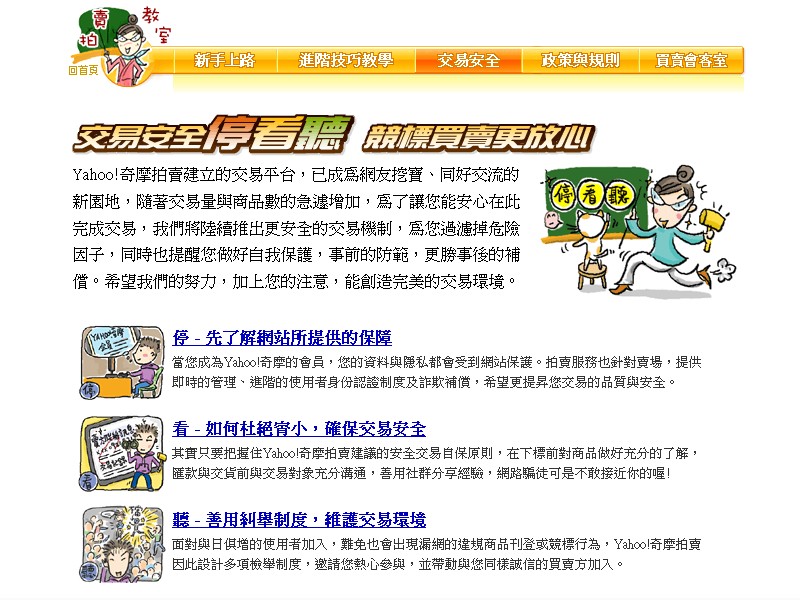 拍賣教室
回首頁
新手上路 進階技巧教學 交易安全 政策與規則 買賣會客室
交易安全停看聽 競標買賣更放心
Yahoo!奇摩拍賣建立的交易平台，已成為網友挖寶、同好交流的
新園地，隨著交易量與商品數的急遽增加，為了讓您能安心在此
完成交易，我們將陸續推出更安全的交易機制，為您過濾掉危險
因子，同時也提醒您做好自我保護，事前的防範，更勝事後的補
償。希望我們的努力，加上您的注意，能創造完美的交易環境。
停看聽
停 - 先了解網站所提供的保障
當您成為Yahoo!奇摩的會員，您的資料與隱私都會受到網站保護。拍賣服務也針對賣場，提供
即時的管理、進階的使用者身份認證制度及詐欺補償，希望更提昇您交易的品質與安全。
停
看 - 如何杜絕宵小，確保交易安全
其實只要把握住Yahoo!奇摩拍賣建議的安全交易自保原則，在下標前對商品做好充分的了解，
匯款與交貨前與交易對象充分溝通，善用社群分享經驗，網路騙徒可是不敢接近你的喔!
看
聽 - 善用糾舉制度，維護交易環境
面對與日俱增的使用者加入，難免也會出現漏網的違規商品刊登或競標行為，Yahoo!奇摩拍賣
因此設計多項檢舉制度，邀請您熱心參與，並帶動與您同樣誠信的買賣方加入。
聽